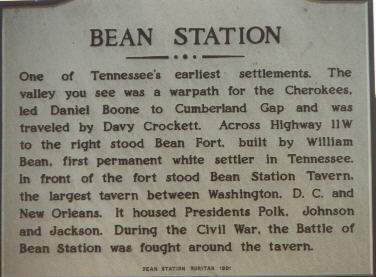 BEAN STATION
One of Tennessee's earliest settlements. The
valley you see was a warpath for the Cherokees,
led Daniel Boone to Cumberland Gap and was
traveled by Davy Crockett. Across Highway 11W
to the right stood Bean Fort, built by William
Bean, first permanent white settler in Tennessee.
In front of the fort stood Bean Station Tavern,
the largest tavern between Washington, D. C. and
New Orleans. It housed Presidents Polk, Johnson
and Jackson. During the Civil War, the Battle of
Bean Station was fought around the tavern.
BEAN STATION RURITAN